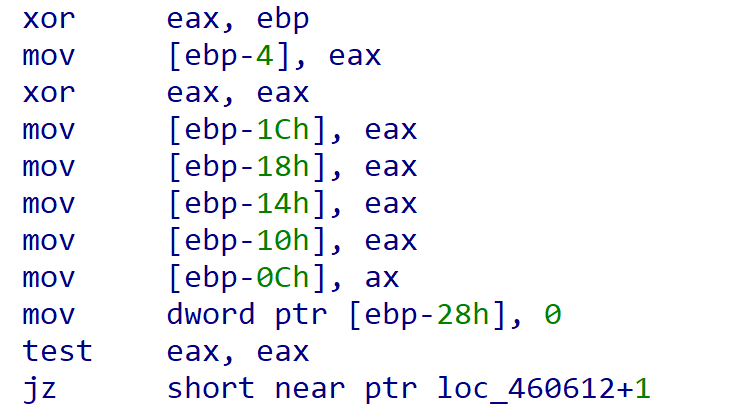 xor eax, ebp
mov [ebp-4], eax
xor eax, eax
mov [ebp-1Ch], eax
mov [ebp-18h], eax
mov [ebp-14h], eax
mov [ebp-10h], eax
mov [ebp-0Ch], ax
mov dword ptr [ebp-28h], 0
test eax, eax
jz short near ptr loc_460612+1